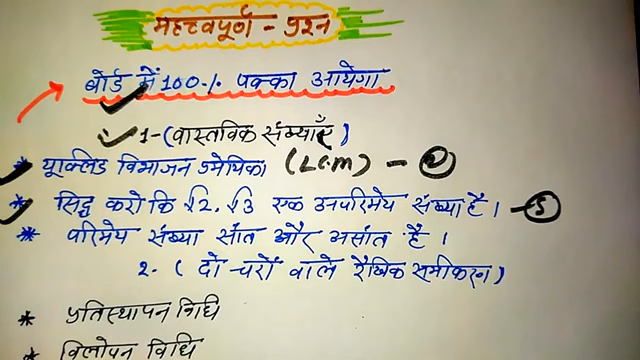 महत्वपूर्ण - प्रश्न
बोर्ड में 100% पक्का आयेगा
1-(वास्तविक संख्याएँ)
* यूक्लिड विभाजन प्रमेयिका (LCM) - 2
* सिद्ध करो कि √2, √3 एक अपरिमेय संख्या है। - 5
* परिमेय संख्या सांत और असांत है।
2. (दो चरों वाले रैखिक समीकरण)
* प्रतिस्थापन विधि
* विलोपन विधि